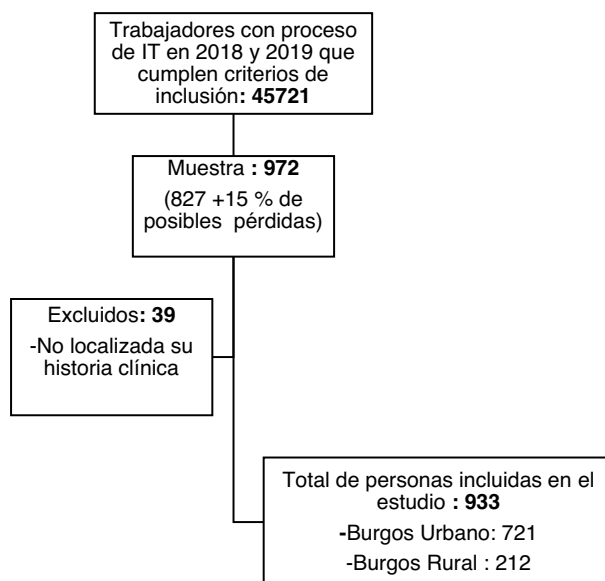 Trabajadores con proceso
de IT en 2018 y 2019 que
cumplen criterios de
inclusión: 45721
Muestra : 972
(827 +15 % de
posibles pérdidas)
Excluidos: 39
-No localizada su
historia clínica
Total de personas incluidas en el
estudio : 933
-Burgos Urbano: 721
-Burgos Rural : 212